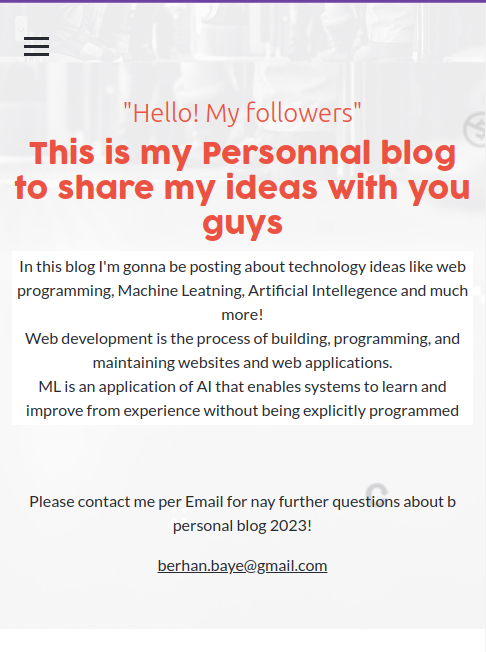 "Hello! My followers"
This is my Personnal blog
to share my ideas with you
guys
In this blog I'm gonna be posting about technology ideas like web
programming, Machine Leatning, Artificial Intellegence and much
more!
Web development is the process of building, programming, and
maintaining websites and web applications.
ML is an application of AI that enables systems to learn and
improve from experience without being explicitly programmed
Please contact me per Email for nay further questions about b
personal blog 2023!
berhan.baye@gmail.com